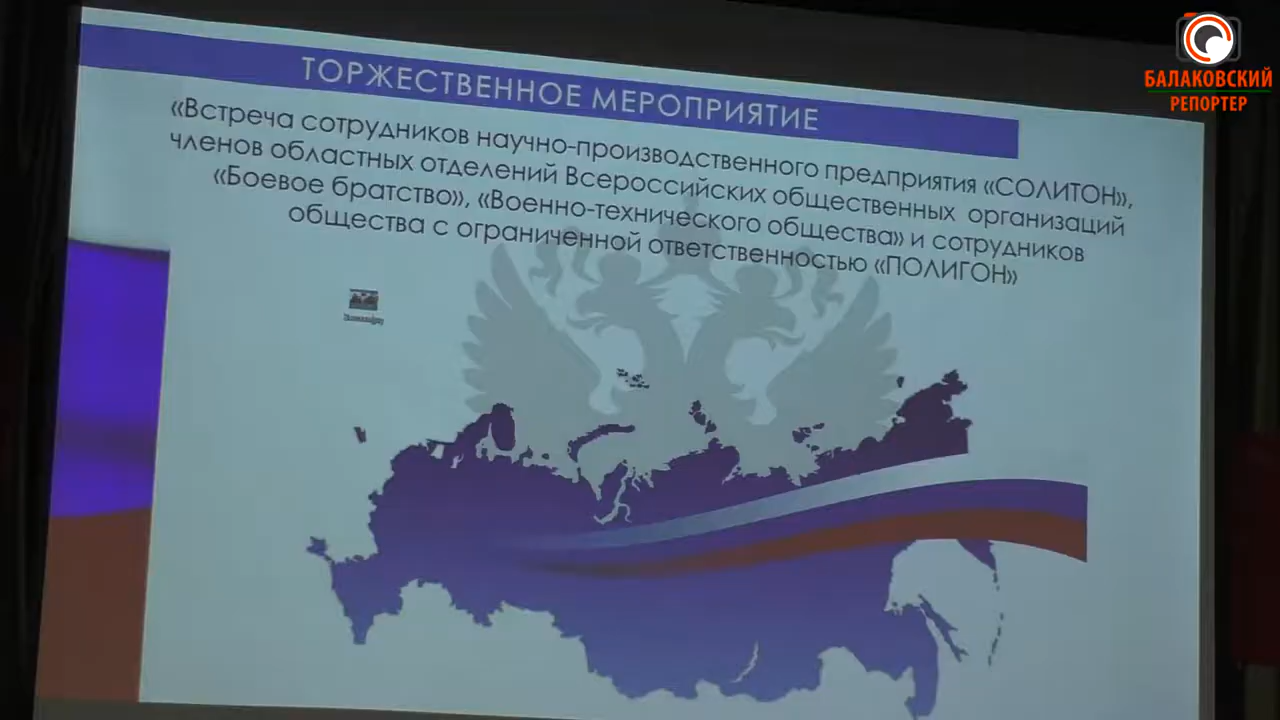 БАЛАКОВСКИЙ
РЕПОРТЕР
ТОРЖЕСТВЕННОЕ МЕРОПРИЯТИЕ
«Встреча сотрудников научно-производственного предприятия «СОЛИТОН»,
членов областных отделений Всероссийских общественных организаций
«Боевое братство», «Военно-технического общества» и сотрудников
общества с ограниченной ответственностью «ПОЛИГОН»